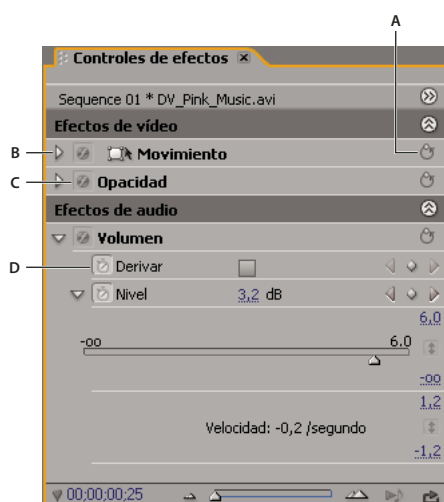 A
Controles de efectos
Sequence 01 * DV_Pink_Music.avi
Efectos de vídeo
B Movimiento
C Opacidad
Efectos de audio
Volumen
D Derivar
Nivel 3,2 dB
6,0
-oo 6.0
-oo
1,2
Velocidad: -0,2 /segundo
-1,2
00;00;00;25